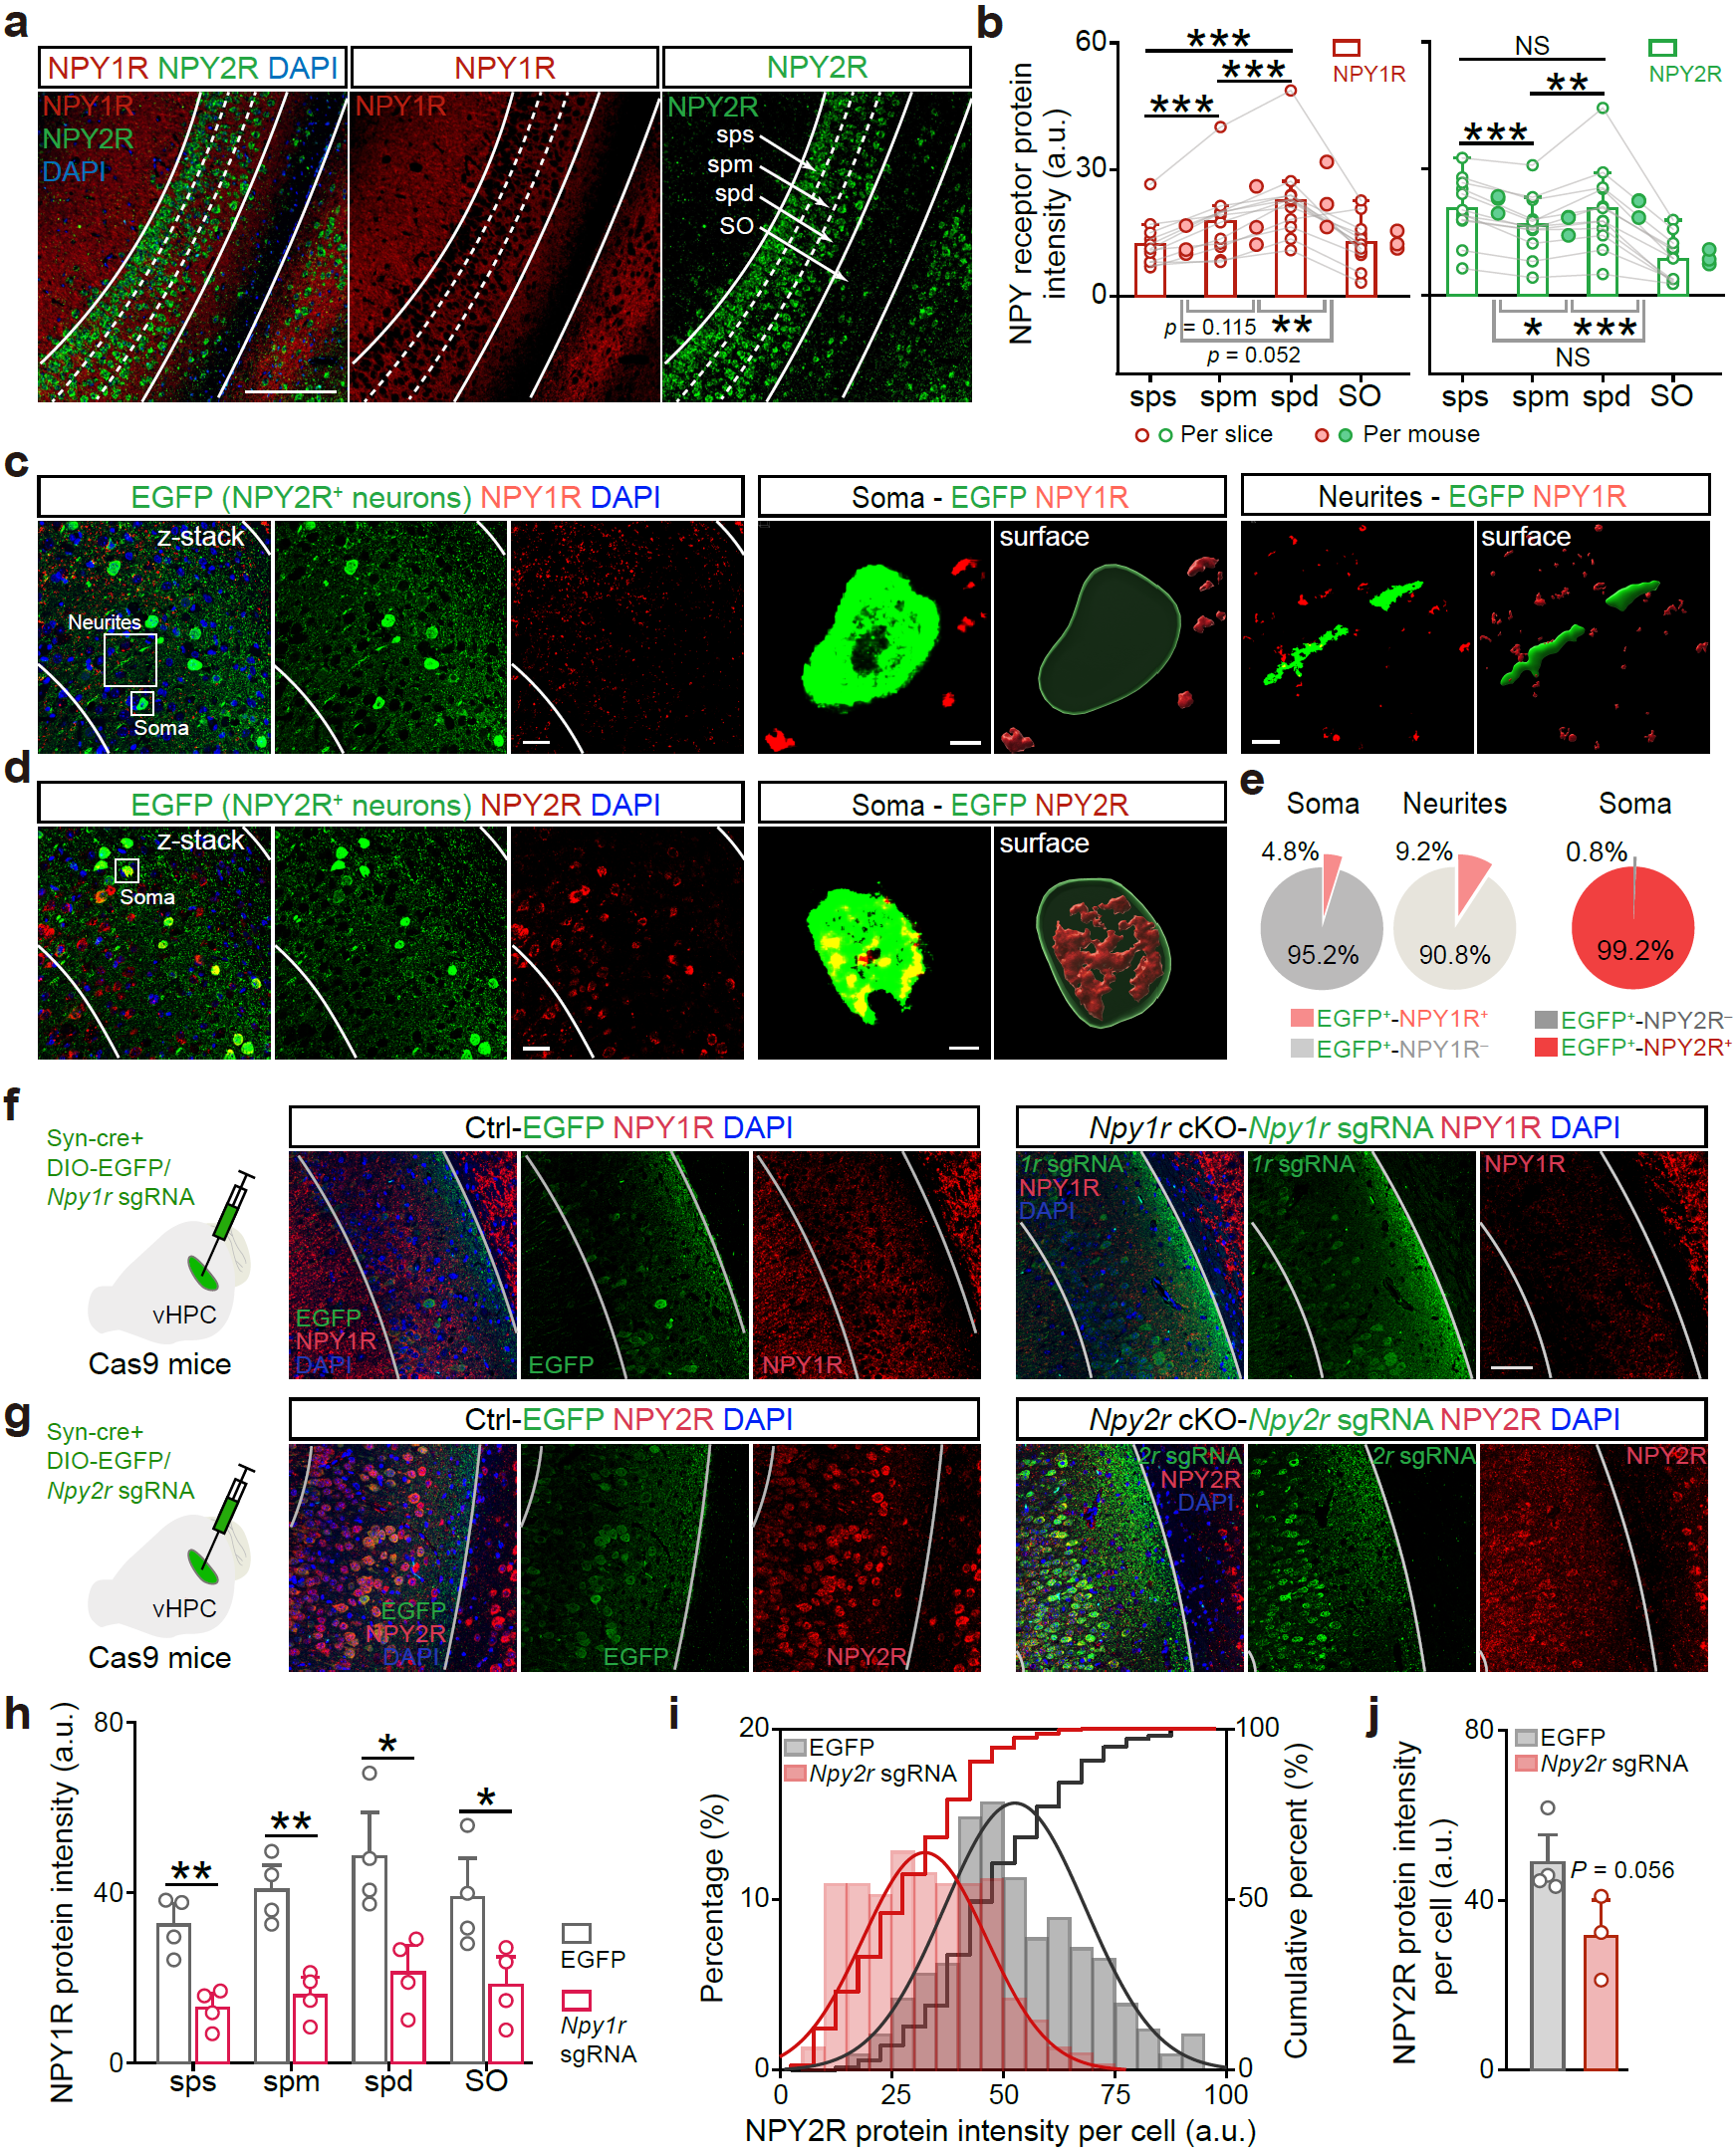 a
NPY1R NPY2R DAPI
NPY1R
NPY2R
NPY1R
NPY2R
DAPI
NPY1R
NPY2R
sps
spm
spd
SO
b
NPY receptor protein
intensity (a.u.)
60
30
0
***
***
***
NPY1R
p = 0.115
**
p = 0.052
sps
spm
spd
SO
NS
**
***
NPY2R
*
***
NS
sps
spm
spd
SO
Per slice
Per mouse
c
EGFP (NPY2R+ neurons) NPY1R DAPI
Soma - EGFP NPY1R
Neurites - EGFP NPY1R
z-stack
Neurites
Soma
surface
surface
d
EGFP (NPY2R+ neurons) NPY2R DAPI
Soma - EGFP NPY2R
z-stack
Soma
surface
e
Soma
Neurites
Soma
4.8%
9.2%
0.8%
95.2%
90.8%
99.2%
EGFP+-NPY1R+
EGFP+-NPY1R–
EGFP+-NPY2R–
EGFP+-NPY2R+
f
Syn-cre+
DIO-EGFP/
Npy1r sgRNA
vHPC
Cas9 mice
Ctrl-EGFP NPY1R DAPI
EGFP
NPY1R
DAPI
EGFP
NPY1R
Npy1r cKO-Npy1r sgRNA NPY1R DAPI
1r sgRNA
NPY1R
DAPI
1r sgRNA
NPY1R
g
Syn-cre+
DIO-EGFP/
Npy2r sgRNA
vHPC
Cas9 mice
Ctrl-EGFP NPY2R DAPI
EGFP
NPY2R
DAPI
EGFP
NPY2R
Npy2r cKO-Npy2r sgRNA NPY2R DAPI
2r sgRNA
NPY2R
DAPI
2r sgRNA
NPY2R
h
NPY1R protein intensity (a.u.)
80
40
0
**
**
*
*
sps
spm
spd
SO
EGFP
Npy1r
sgRNA
i
Percentage (%)
20
10
0
EGFP
Npy2r sgRNA
100
50
0
Cumulative percent (%)
0
25
50
75
100
NPY2R protein intensity per cell (a.u.)
j
NPY2R protein intensity
per cell (a.u.)
80
40
0
EGFP
Npy2r sgRNA
P = 0.056